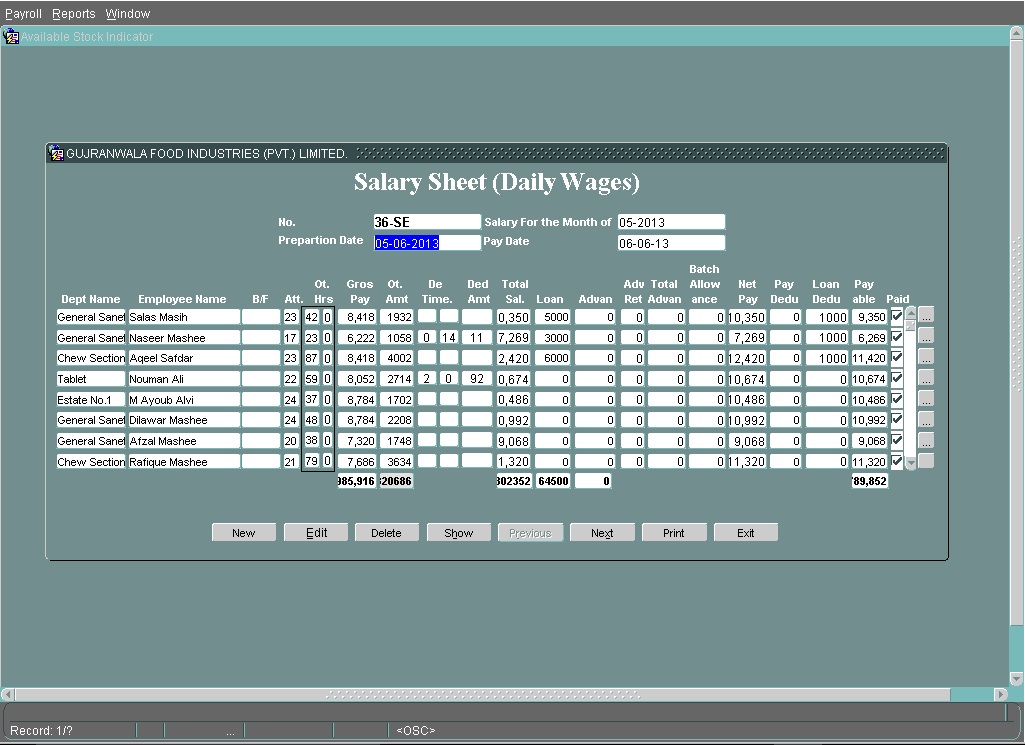 Payroll Reports Window
Available Stock Indicator
GUJRANWALA FOOD INDUSTRIES (PVT.) LIMITED.
Salary Sheet (Daily Wages)
No. 36-SE Salary For the Month of 05-2013
Prepartion Date 05-06-2013 Pay Date 06-06-13
Batch
Ot. Gros Ot. De Ded Total Adv Total Allow Net Pay Loan Pay
Dept Name Employee Name B/F Att. Hrs Pay Amt Time. Amt Sal. Loan Advan Ret Advan ance Pay Dedu Dedu able Paid
General Sanet Salas Masih 23 42 0 8,418 1932 0,350 5000 0 0 0 0 10,350 0 1000 9,350 ...
General Sanet Naseer Mashee 17 23 0 6,222 1058 0 14 11 7,269 3000 0 0 0 0 7,269 0 1000 6,269 ...
Chew Section Aqeel Safdar 23 87 0 8,418 4002 2,420 6000 0 0 0 0 12,420 0 1000 11,420 ...
Tablet Nouman Ali 22 59 0 8,052 2714 2 0 92 0,674 0 0 0 0 0 10,674 0 0 10,674 ...
Estate No.1 M Ayoub Alvi 24 37 0 8,784 1702 0,486 0 0 0 0 0 10,486 0 0 10,486 ...
General Sanet Dilawar Mashee 24 48 0 8,784 2208 0,992 0 0 0 0 0 10,992 0 0 10,992 ...
General Sanet Afzal Mashee 20 38 0 7,320 1748 9,068 0 0 0 0 0 9,068 0 0 9,068 ...
Chew Section Rafique Mashee 21 79 0 7,686 3634 1,320 0 0 0 0 0 11,320 0 0 11,320
985,916 320686 302352 64500 0 789,852
New Edit Delete Show Previous Next Print Exit
Record: 1/? ... <OSC>